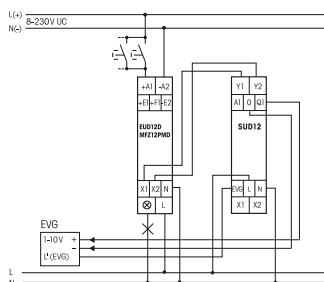 L(+)
8-230V UC
N(-)
+A1 -A2
+E1 +F1 -E2
EUD12D
MFZ12PMD
X1 X2 N
L
Y1 Y2
A1 0 Q1
SUD12
EVG L N
X1 X2
EVG
1-10V +
-
L'(EVG)
L
N